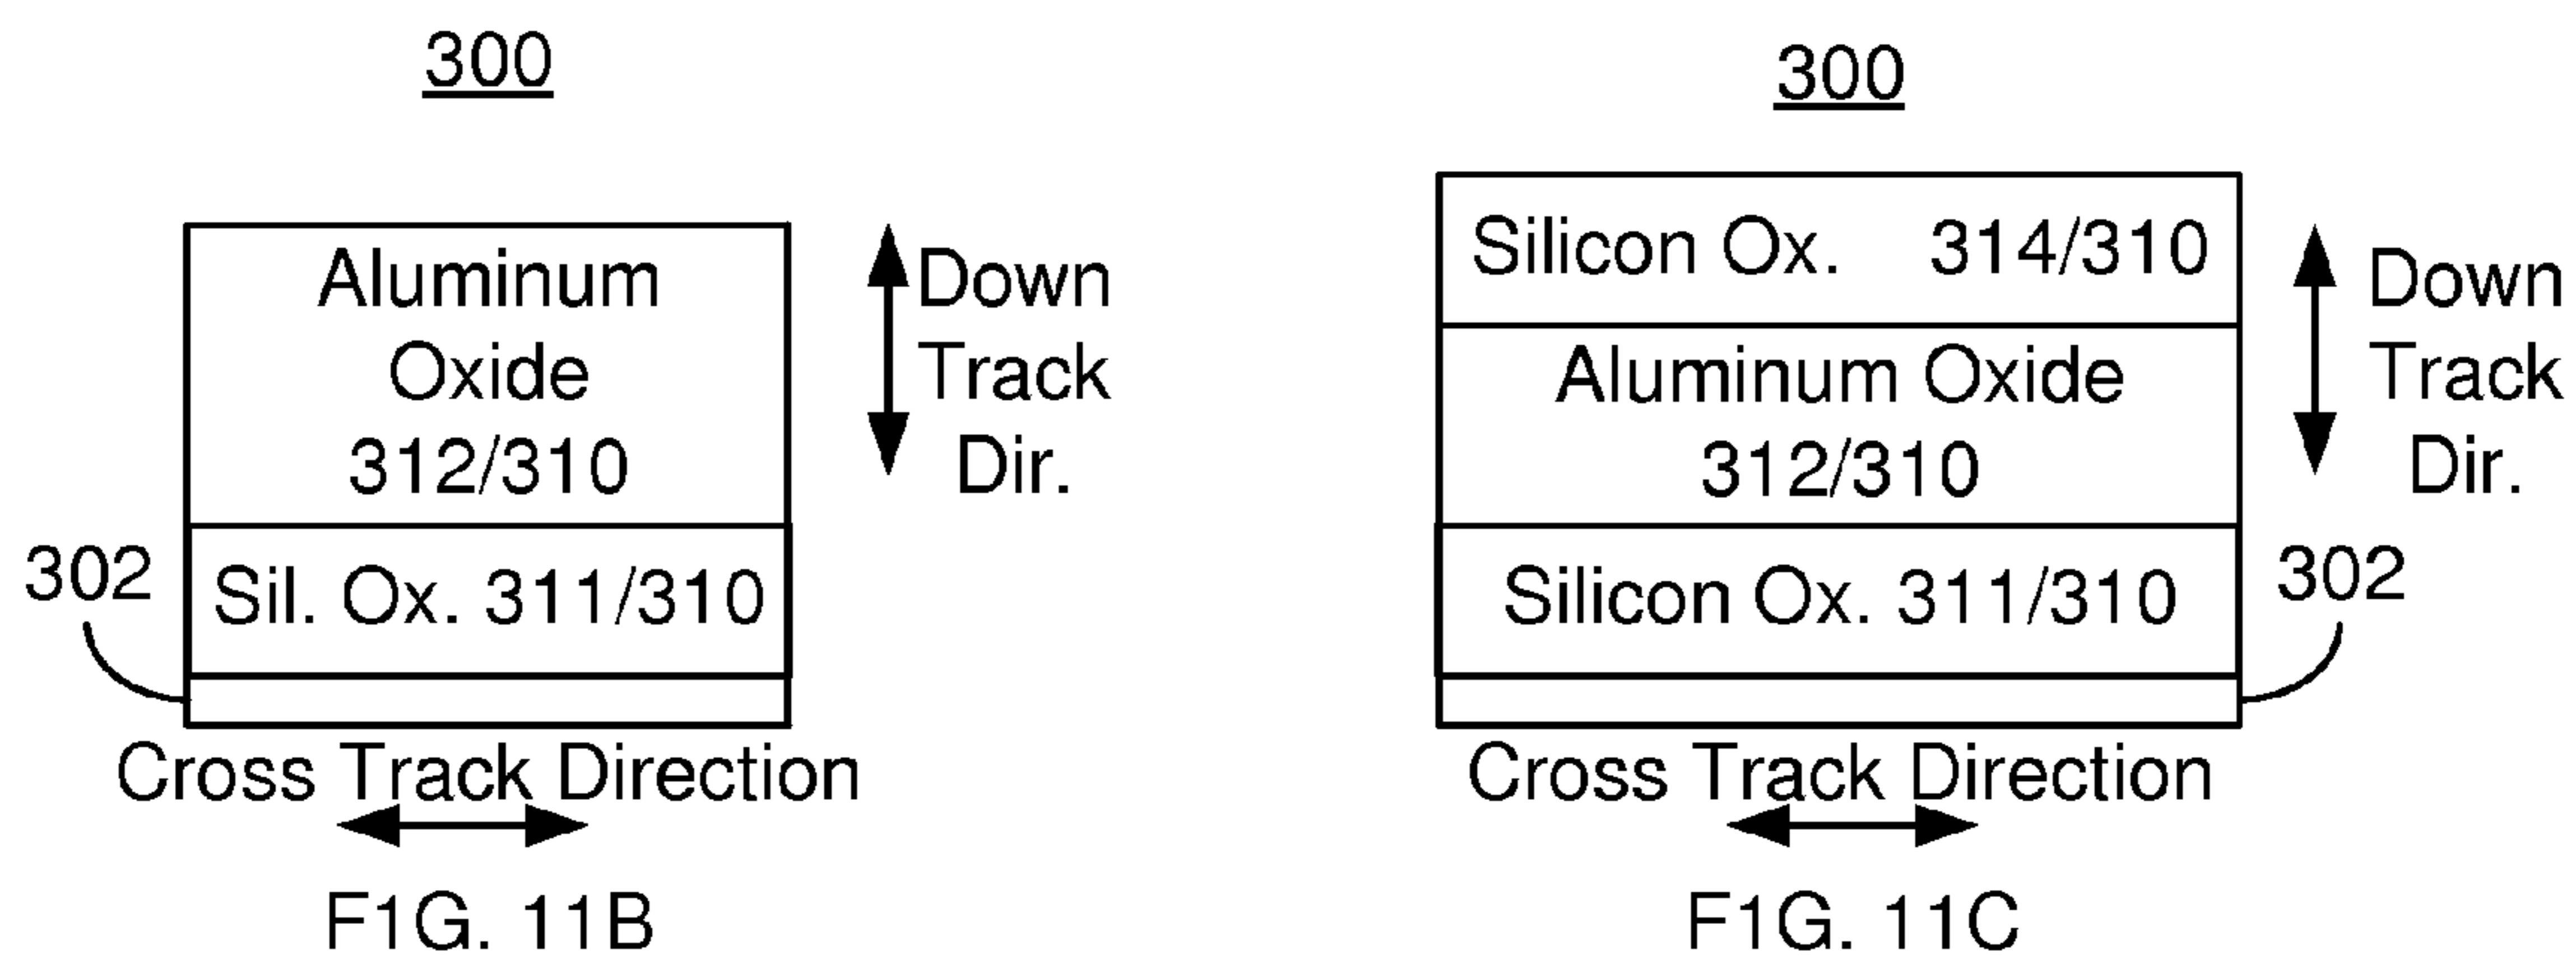 300
Aluminum
Oxide
312/310
Sil. Ox. 311/310
302
Down
Track
Dir.
Cross Track Direction
F1G. 11B
300
Silicon Ox. 314/310
Aluminum Oxide
312/310
Silicon Ox. 311/310
302
Down
Track
Dir.
Cross Track Direction
F1G. 11C